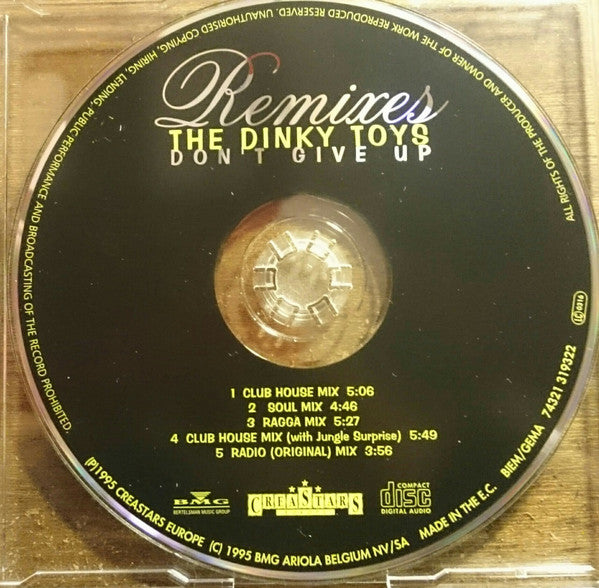 Remixes
THE DINKY TOYS
DON'T GIVE UP
1 CLUB HOUSE MIX 5:06
2 SOUL MIX 4:46
3 RAGGA MIX 5:27
4 CLUB HOUSE MIX (with Jungle Surprise) 5:49
5 RADIO (ORIGINAL) MIX 3:56
BMG
BERTELSMAN MUSIC GROUP
CREASTARS
COMPACT
disc
DIGITAL AUDIO
ALL RIGHTS OF THE PRODUCER AND OWNER OF THE WORK REPRODUCED RESERVED. UNAUTHORISED COPYING, HIRING, LENDING, PUBLIC PERFORMANCE AND BROADCASTING OF THE RECORD PROHIBITED.
(P)1995 CREASTARS EUROPE (C) 1995 BMG ARIOLA BELGIUM NV/SA MADE IN THE E.C. BIEM/GEMA 74321 319322
LC 0316